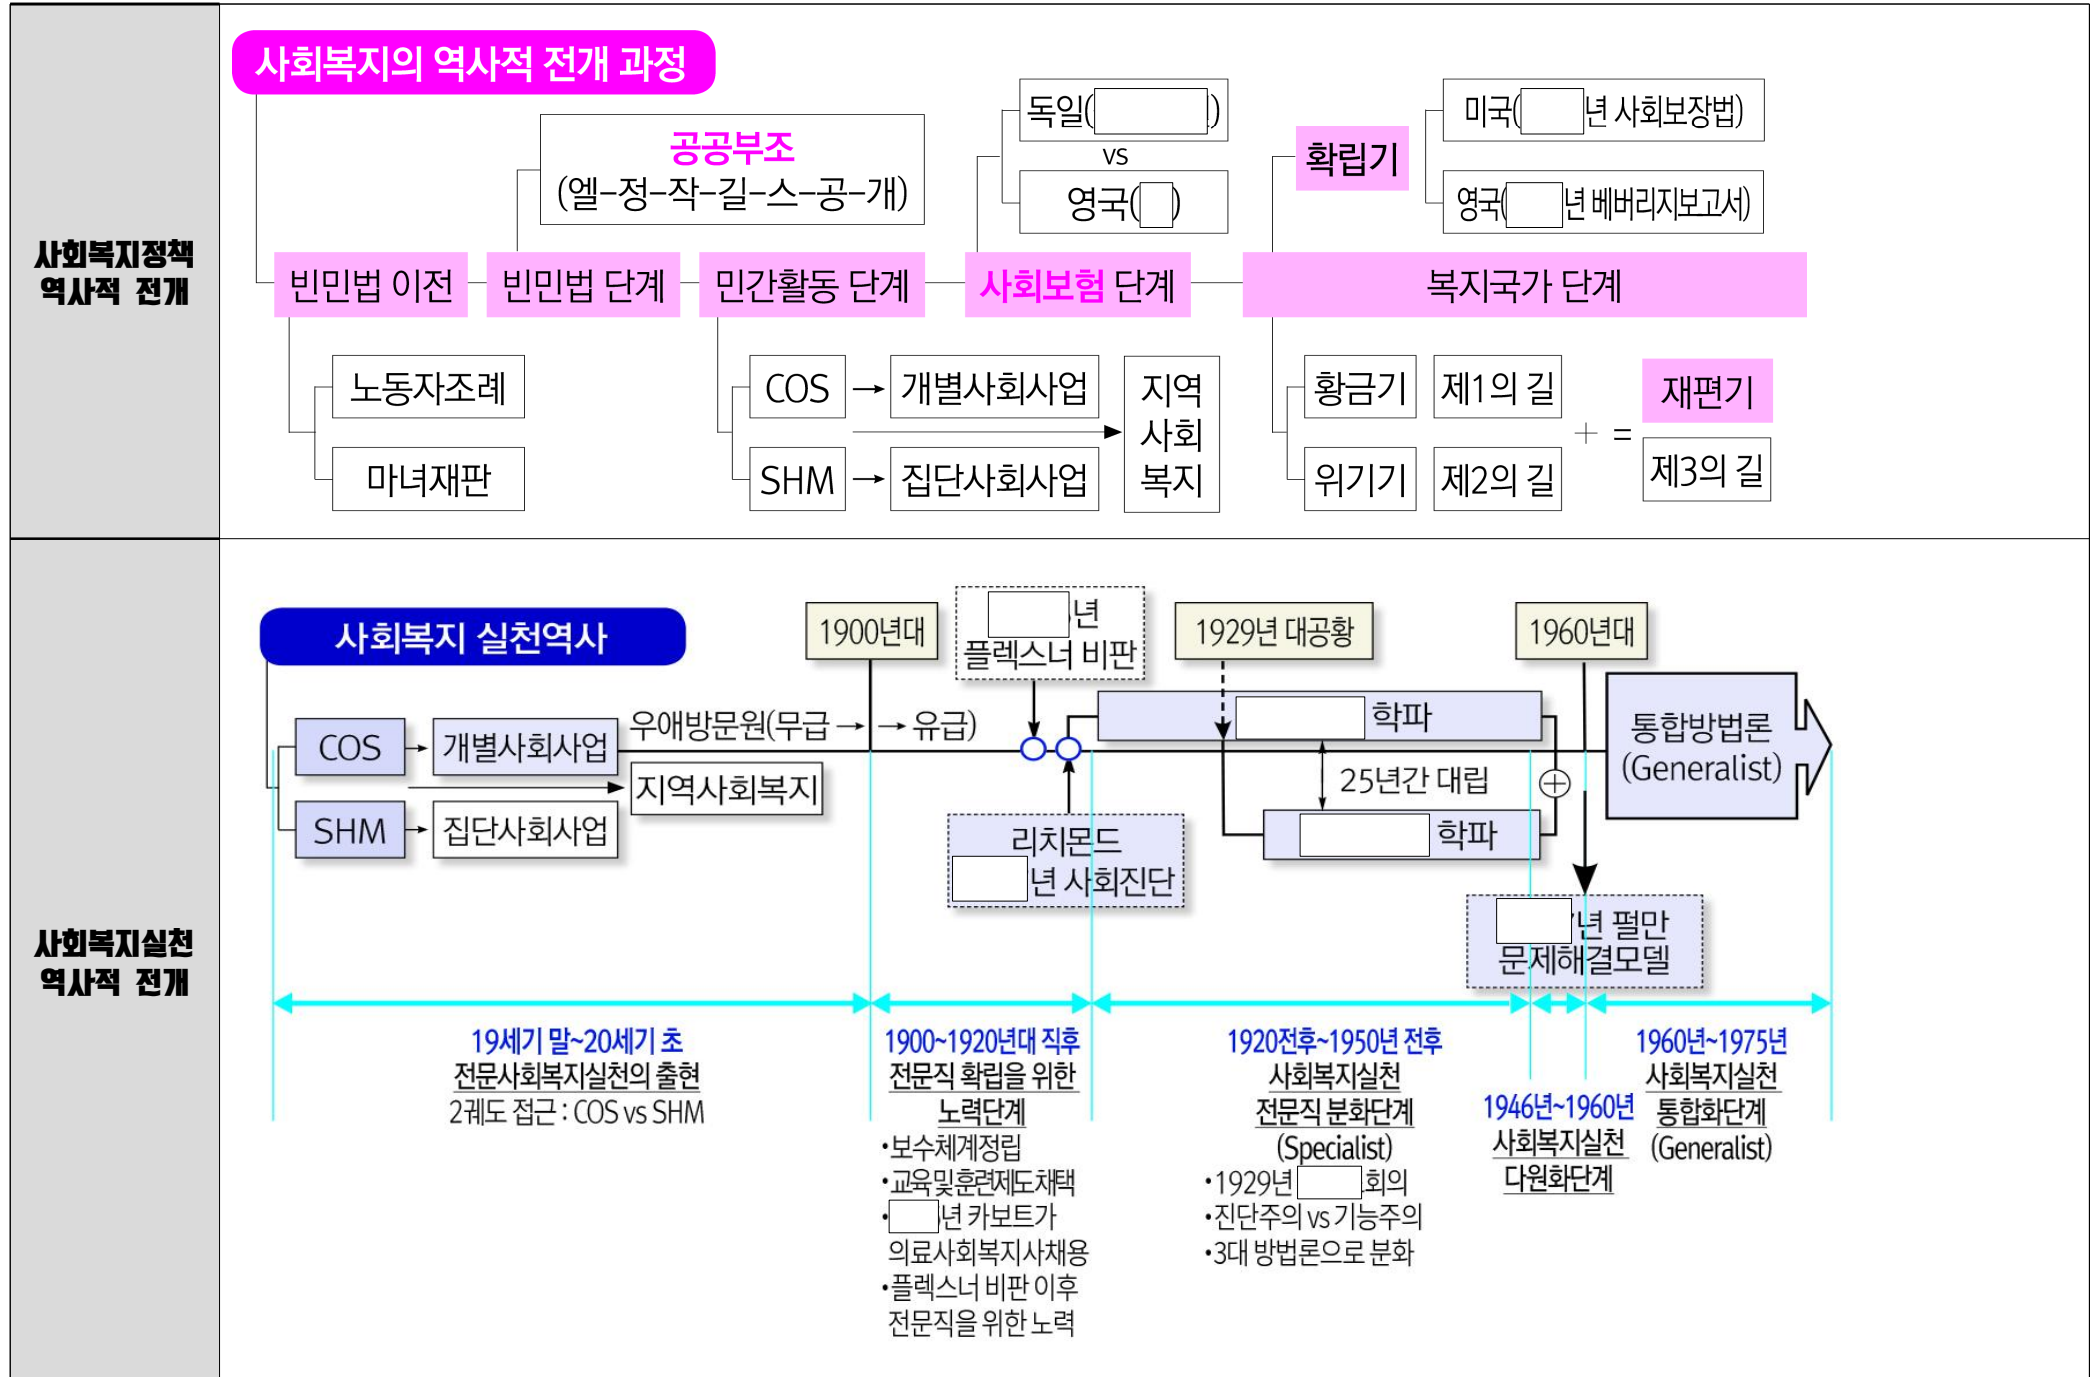 사회복지정책
역사적 전개
사회복지의 역사적 전개 과정
공공부조
(엘-정-작-길-스-공-개)
독일( )
vs
영국( )
확립기
미국( 년 사회보장법)
영국( 년 베버리지보고서)
빈민법 이전
빈민법 단계
민간활동 단계
사회보험 단계
복지국가 단계
노동자조례
마녀재판
COS
개별사회사업
SHM
집단사회사업
지역
사회
복지
황금기
제1의 길
위기기
제2의 길
+ =
재편기
제3의 길
사회복지실천
역사적 전개
사회복지 실천역사
1900년대
년
플렉스너 비판
1929년 대공황
1960년대
COS
개별사회사업
우애방문원(무급 → → 유급)
지역사회복지
SHM
집단사회사업
학파
25년간 대립
학파
리치몬드
년 사회진단
통합방법론
(Generalist)
년 펄만
문제해결모델
19세기 말~20세기 초
전문사회복지실천의 출현
2궤도 접근 : COS vs SHM
1900~1920년대 직후
전문직 확립을 위한
노력단계
•보수체계정립
•교육및훈련제도채택
• 년 카보트가
의료사회복지사채용
•플렉스너 비판 이후
전문직을 위한 노력
1920전후~1950년 전후
사회복지실천
전문직 분화단계
(Specialist)
•1929년 회의
•진단주의 vs 기능주의
•3대 방법론으로 분화
1946년~1960년
사회복지실천
다원화단계
1960년~1975년
사회복지실천
통합화단계
(Generalist)